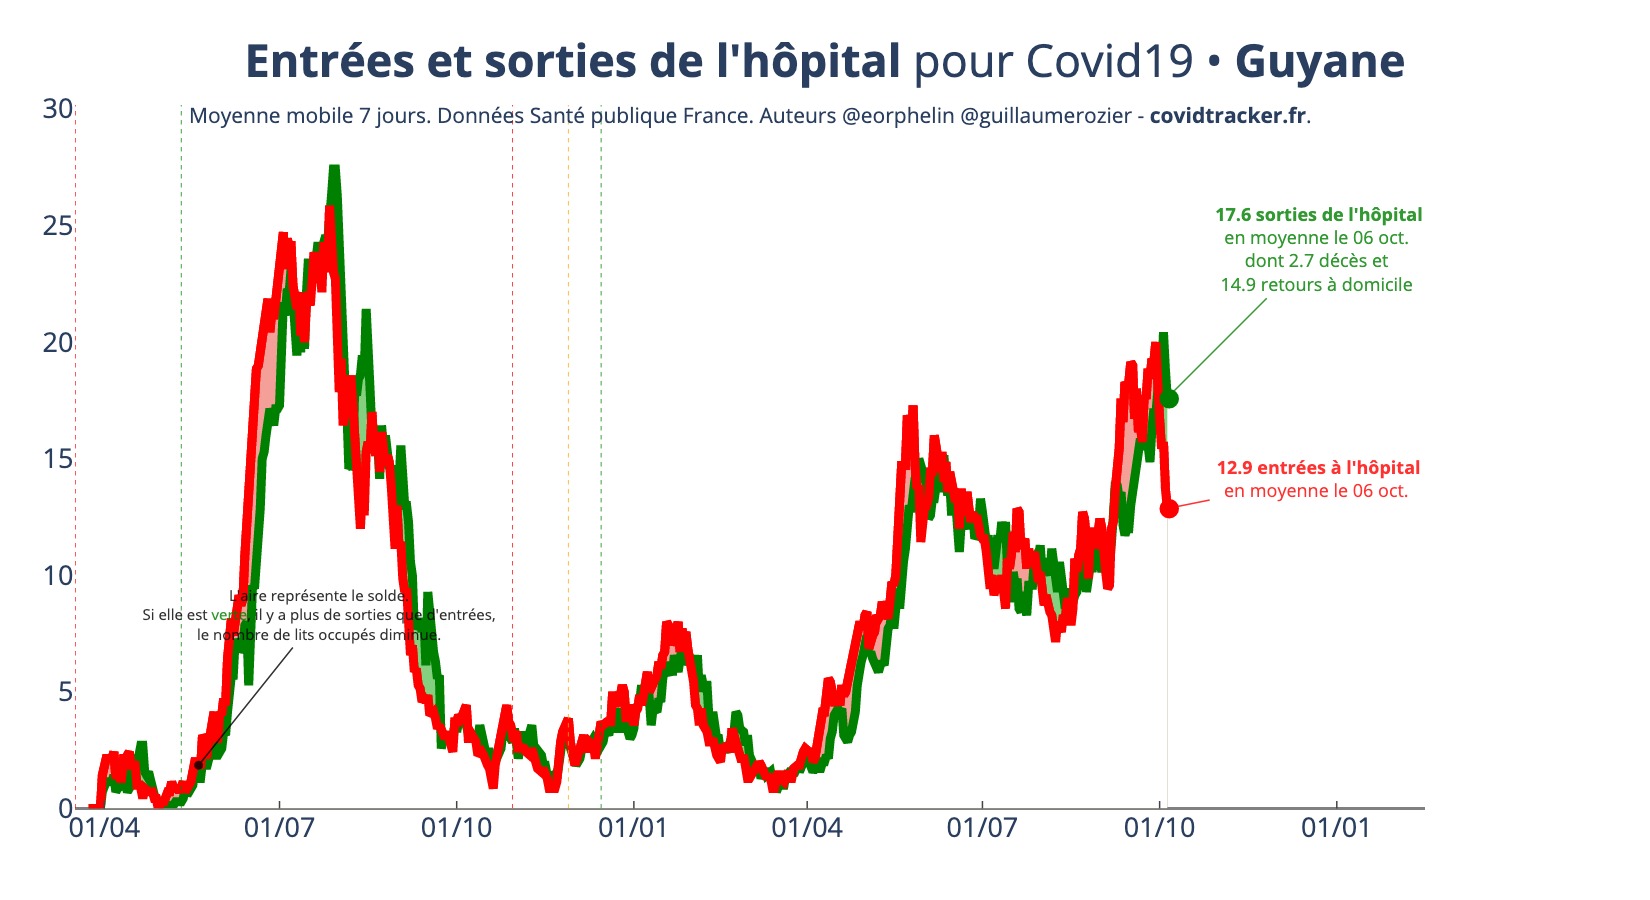 Entrées et sorties de l'hôpital pour Covid19 • Guyane
Moyenne mobile 7 jours. Données Santé publique France. Auteurs @eorphelin @guillaumerozier - covidtracker.fr.
30
25
20
15
10
5
0
17.6 sorties de l'hôpital
en moyenne le 06 oct.
dont 2.7 décès et
14.9 retours à domicile
12.9 entrées à l'hôpital
en moyenne le 06 oct.
L'aire représente le solde.
Si elle est verte, il y a plus de sorties que d'entrées,
le nombre de lits occupés diminue.
01/04 01/07 01/10 01/01 01/04 01/07 01/10 01/01